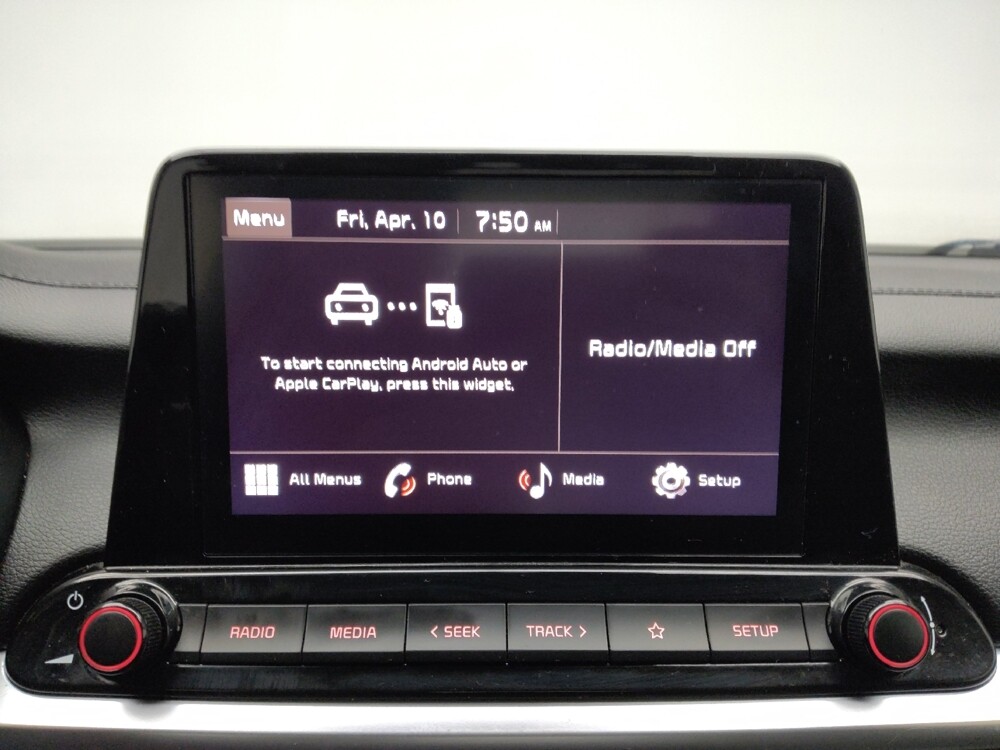 Menu Fri, Apr. 10 7:50 AM
To start connecting Android Auto or
Apple CarPlay, press this widget.
Radio/Media Off
All Menus Phone Media Setup
RADIO MEDIA < SEEK TRACK > SETUP